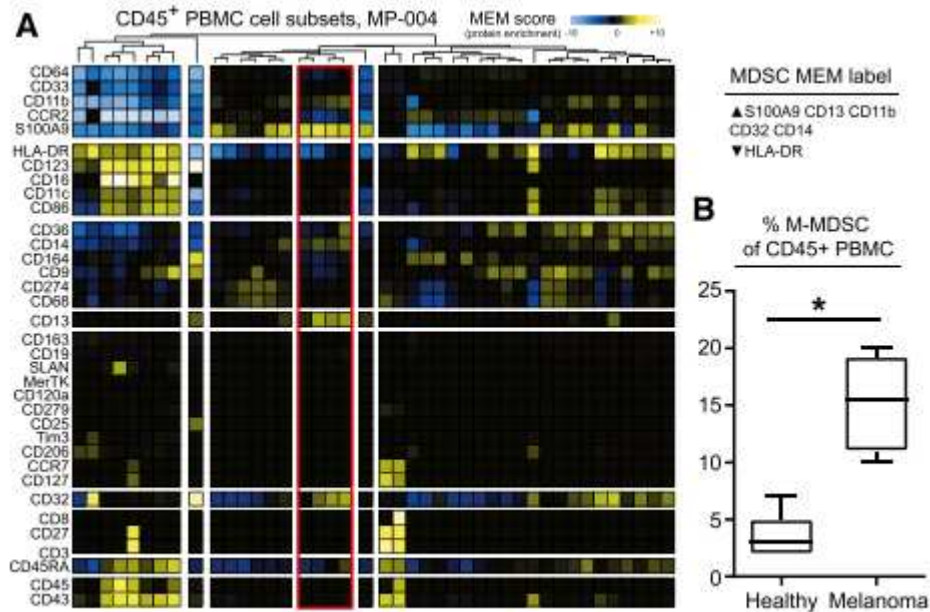 A
CD45+ PBMC cell subsets, MP-004
MEM score
(protein enrichment)
-10 0 +10
CD64
CD33
CD11b
CCR2
S100A9
HLA-DR
CD123
CD16
CD11c
CD86
CD36
CD14
CD164
CD9
CD274
CD68
CD13
CD163
CD19
SLAN
MerTK
CD120a
CD279
CD25
Tim3
CD206
CCR7
CD127
CD32
CD8
CD27
CD3
CD45RA
CD45
CD43
MDSC MEM label
▲S100A9 CD13 CD11b
CD32 CD14
▼HLA-DR
B
% M-MDSC
of CD45+ PBMC
25
20
15
10
5
0
*
Healthy Melanoma